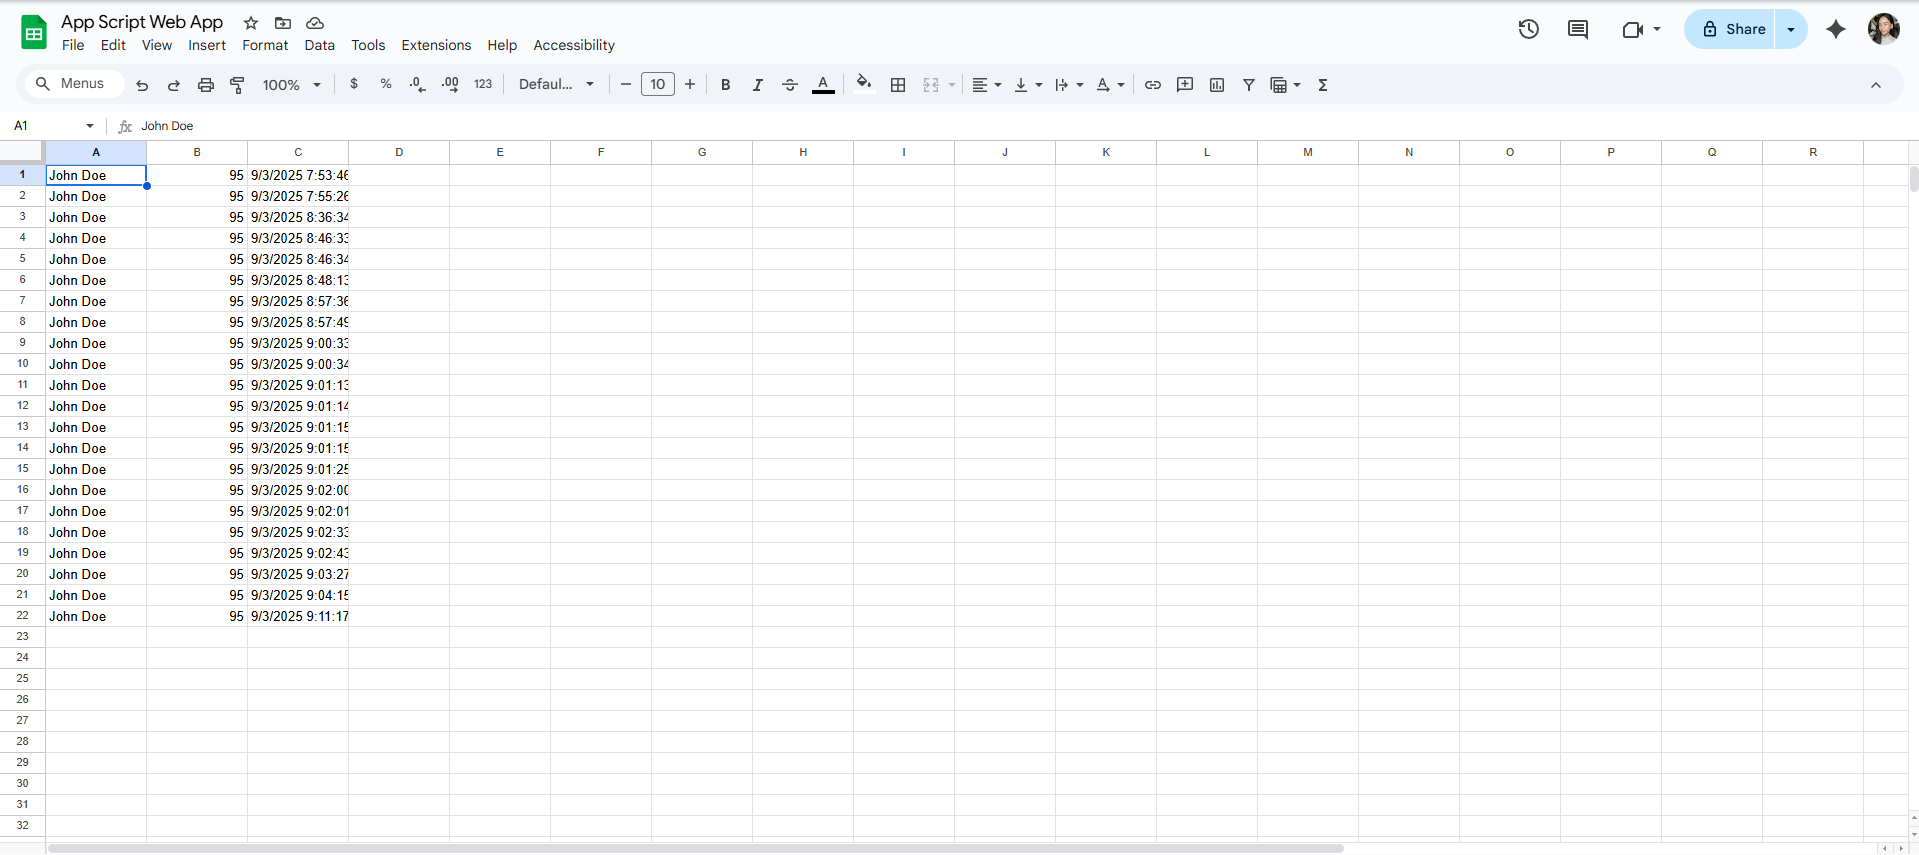 App Script Web App
File Edit View Insert Format Data Tools Extensions Help Accessibility
Share
Menus 100% $ % .0 .00 123 Defaul... 10 B I A Σ
A1 fx John Doe
A B C D E F G H I J K L M N O P Q R
1 John Doe 95 9/3/2025 7:53:46
2 John Doe 95 9/3/2025 7:55:26
3 John Doe 95 9/3/2025 8:36:34
4 John Doe 95 9/3/2025 8:46:33
5 John Doe 95 9/3/2025 8:46:34
6 John Doe 95 9/3/2025 8:48:13
7 John Doe 95 9/3/2025 8:57:36
8 John Doe 95 9/3/2025 8:57:49
9 John Doe 95 9/3/2025 9:00:33
10 John Doe 95 9/3/2025 9:00:34
11 John Doe 95 9/3/2025 9:01:13
12 John Doe 95 9/3/2025 9:01:14
13 John Doe 95 9/3/2025 9:01:15
14 John Doe 95 9/3/2025 9:01:15
15 John Doe 95 9/3/2025 9:01:25
16 John Doe 95 9/3/2025 9:02:00
17 John Doe 95 9/3/2025 9:02:01
18 John Doe 95 9/3/2025 9:02:33
19 John Doe 95 9/3/2025 9:02:43
20 John Doe 95 9/3/2025 9:03:27
21 John Doe 95 9/3/2025 9:04:15
22 John Doe 95 9/3/2025 9:11:17
23
24
25
26
27
28
29
30
31
32